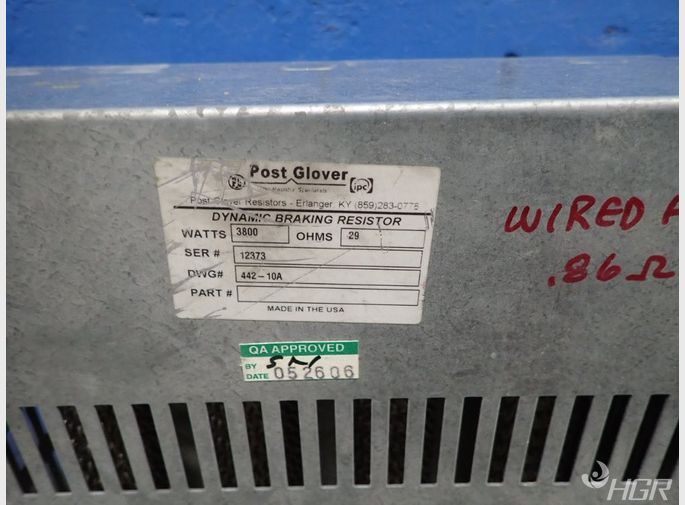 Post Glover
ipc
Post Glover Resistors - Erlanger, KY (859)283-0778
DYNAMIC BRAKING RESISTOR
WATTS 3800 OHMS 29
SER # 12373
DWG# 442-10A
PART #
MADE IN THE USA
WIRED
.86Ω
QA APPROVED
BY
DATE 052606
HGR